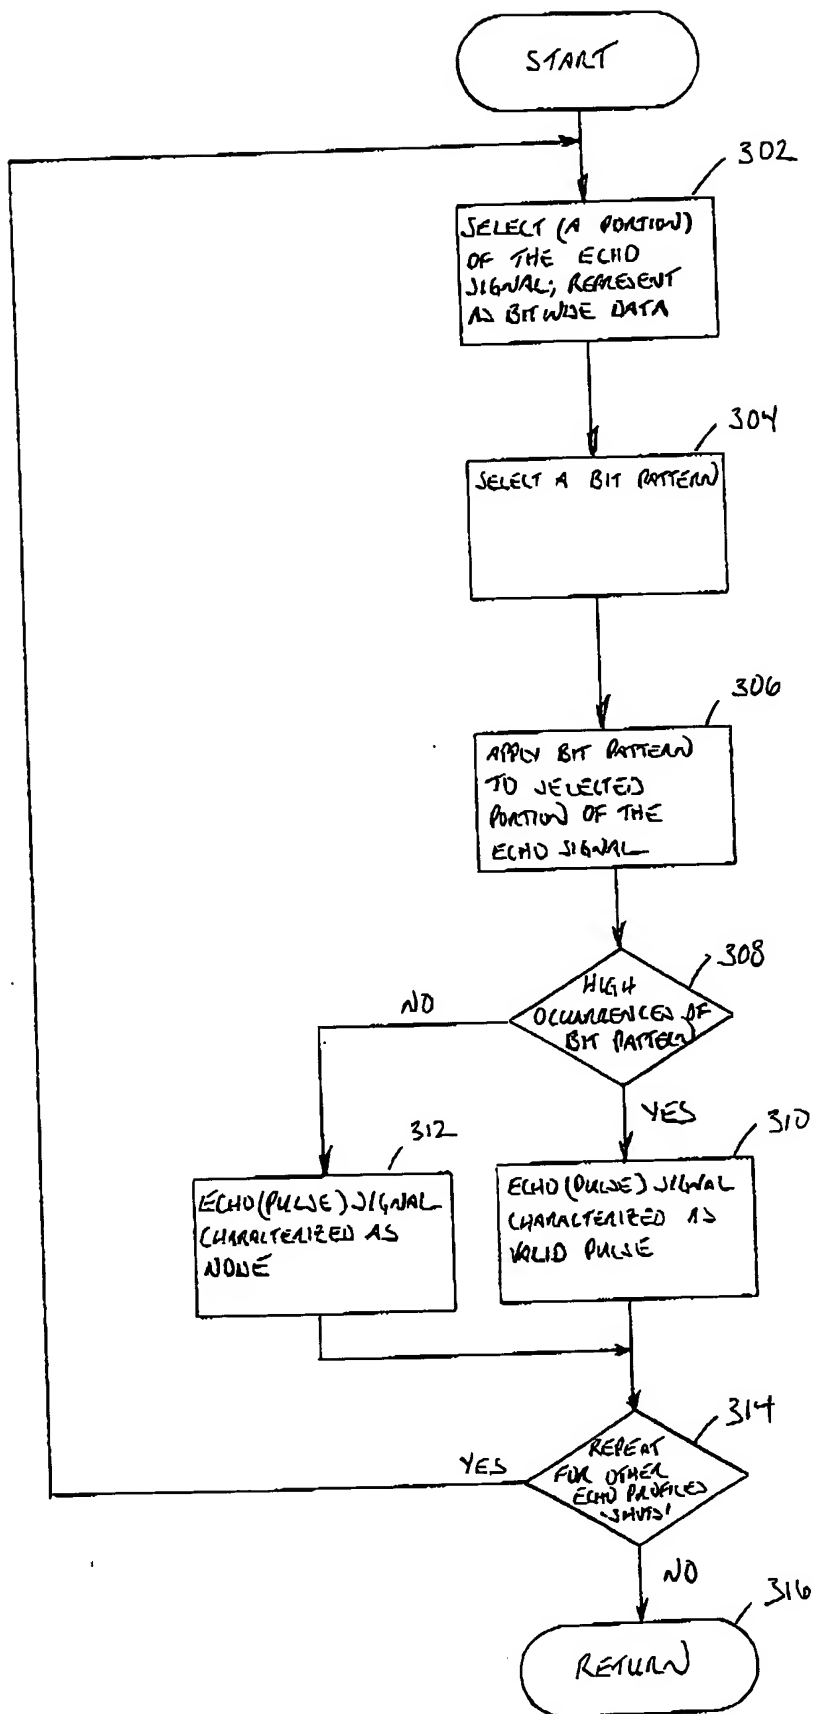 START
302
SELECT (A PORTION)
OF THE ECHO
SIGNAL; REPRESENT
AS BITWISE DATA
304
SELECT A BIT PATTERN
306
APPLY BIT PATTERN
TO SELECTED
PORTION OF THE
ECHO SIGNAL
308
HIGH
OCCURRENCES OF
BIT PATTERN
NO
YES
312
ECHO (PULSE) SIGNAL
CHARACTERIZED AS
310
ECHO (PULSE) SIGNAL
CHARACTERIZED AS
VALID PULSE
314
REPEAT
FOR OTHER
ECHO PROFILES
'SHOTS'
YES
NO
316
RETURN